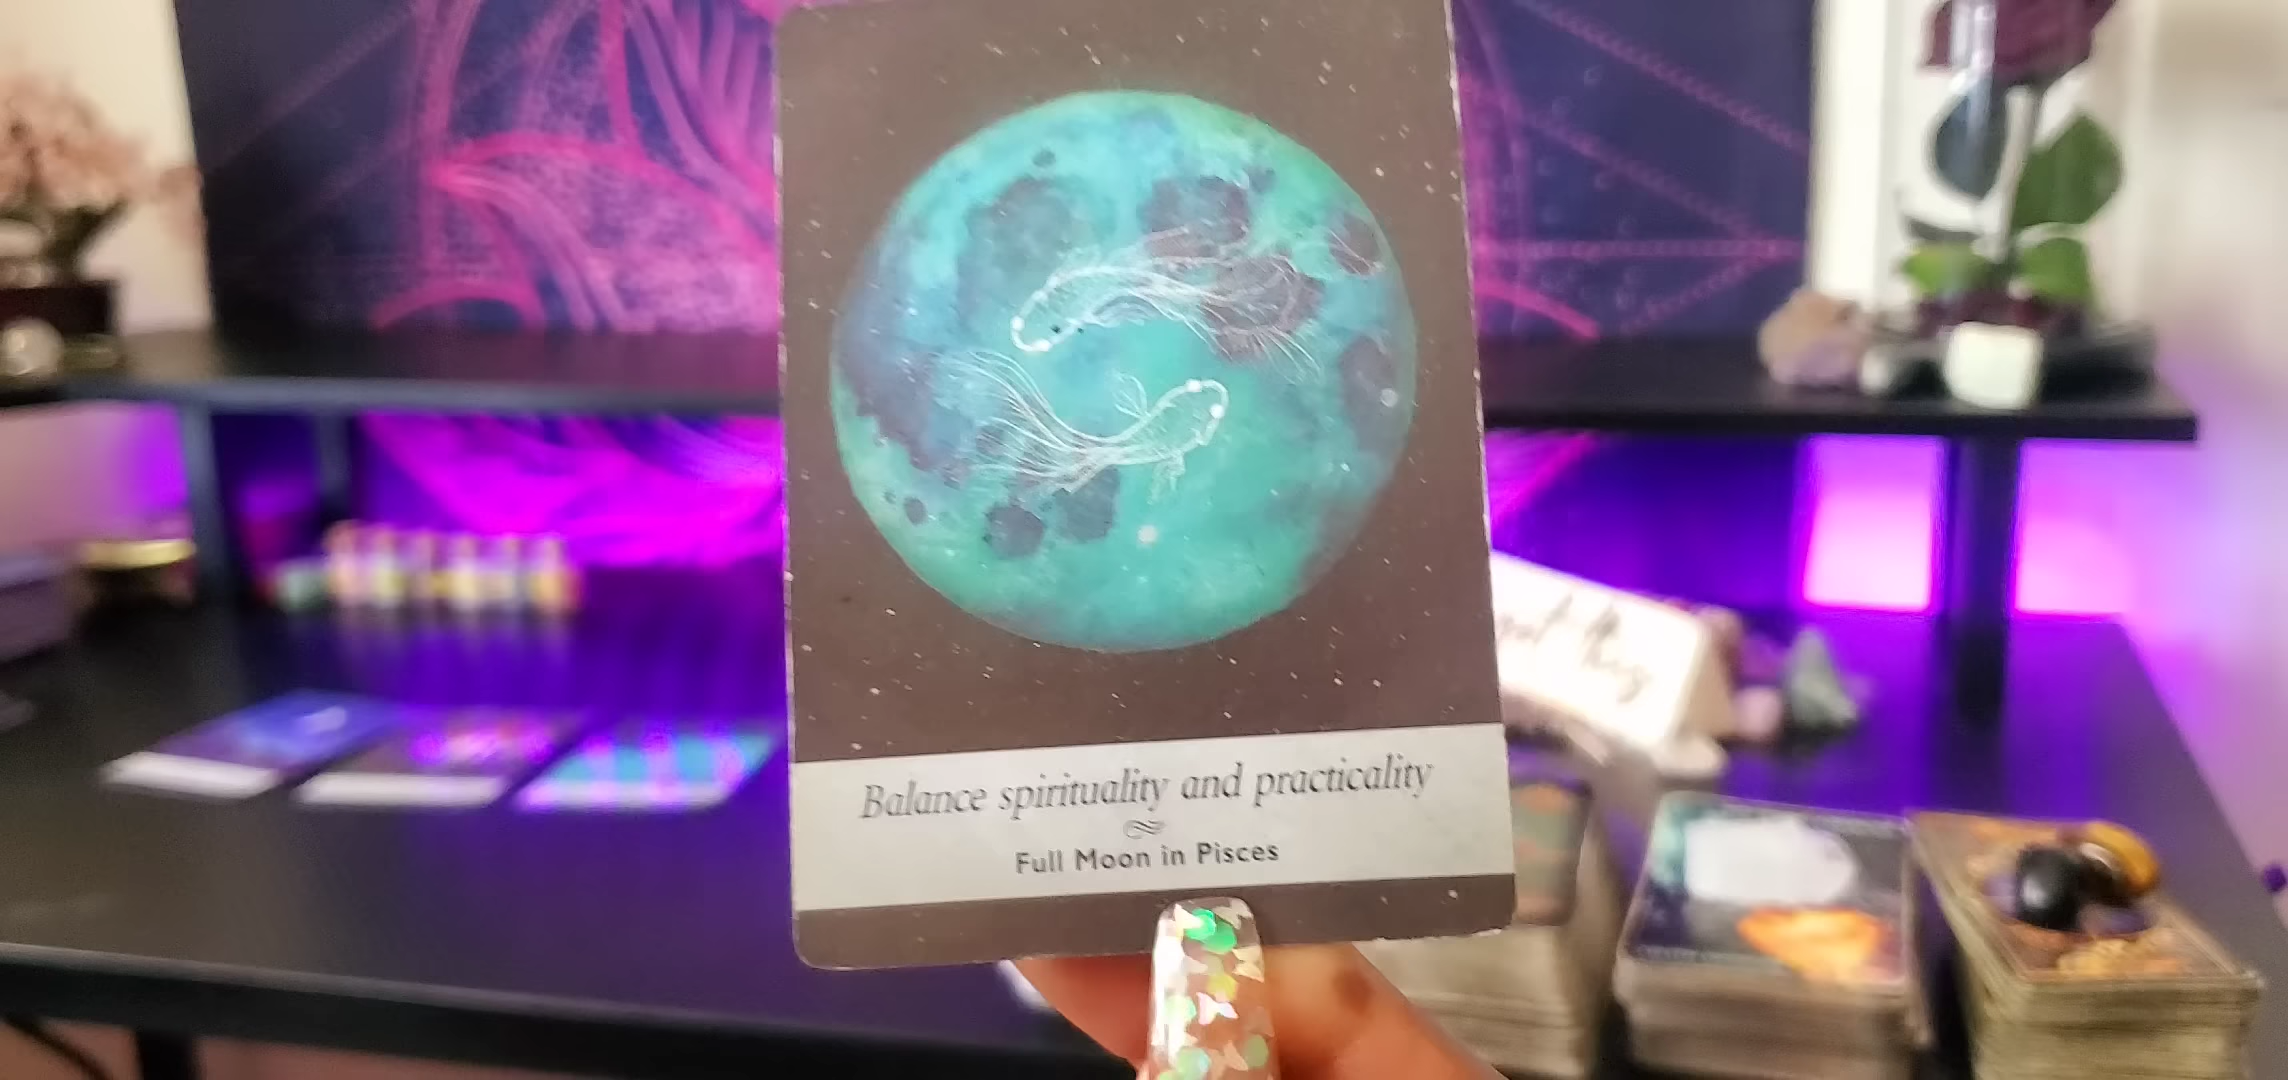 Balance spirituality and practicality
Full Moon in Pisces